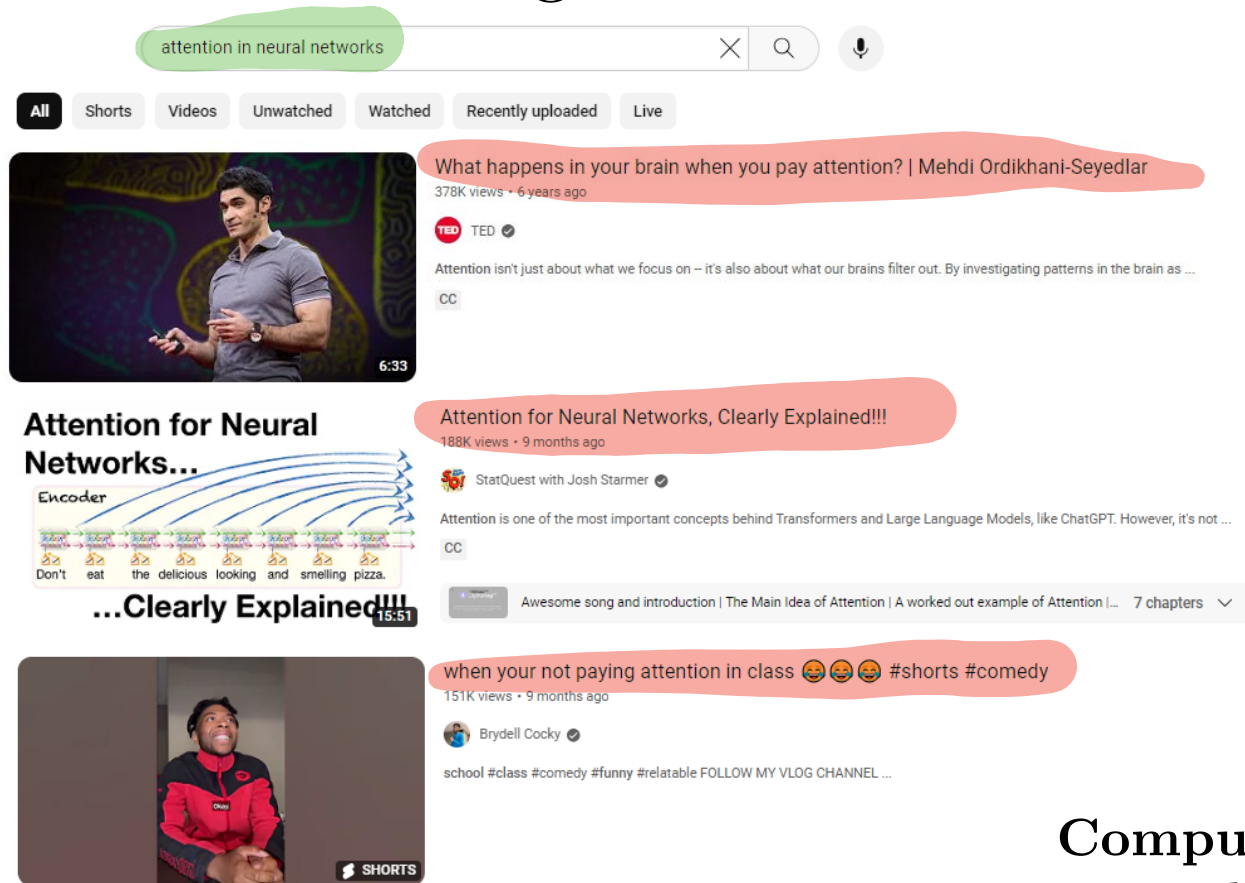 attention in neural networks
All Shorts Videos Unwatched Watched Recently uploaded Live
What happens in your brain when you pay attention? | Mehdi Ordikhani-Seyedlar
378K views • 6 years ago
TED TED
Attention isn't just about what we focus on – it's also about what our brains filter out. By investigating patterns in the brain as ...
CC
6:33
Attention for Neural
Networks...
Encoder
Don't eat the delicious looking and smelling pizza.
...Clearly Explained!!!
15:51
Attention for Neural Networks, Clearly Explained!!!
188K views • 9 months ago
StatQuest with Josh Starmer
Attention is one of the most important concepts behind Transformers and Large Language Models, like ChatGPT. However, it's not ...
CC
Awesome song and introduction | The Main Idea of Attention | A worked out example of Attention |... 7 chapters
when your not paying attention in class 😂😂😂 #shorts #comedy
151K views • 9 months ago
Brydell Cocky
school #class #comedy #funny #relatable FOLLOW MY VLOG CHANNEL ...
Okay
SHORTS
Compu